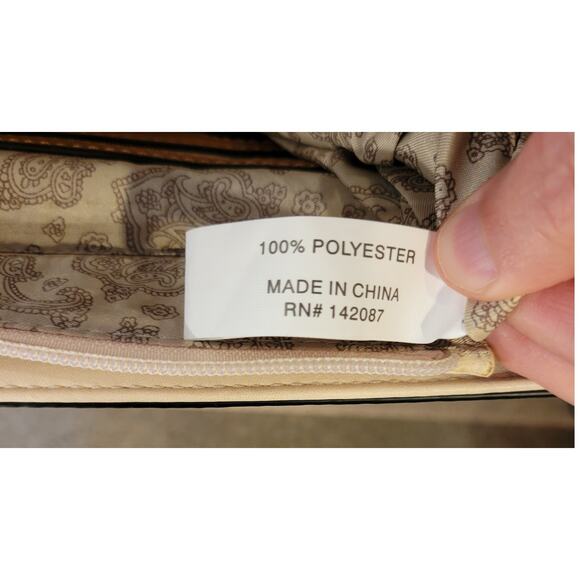 100% POLYESTER
MADE IN CHINA
RN# 142087